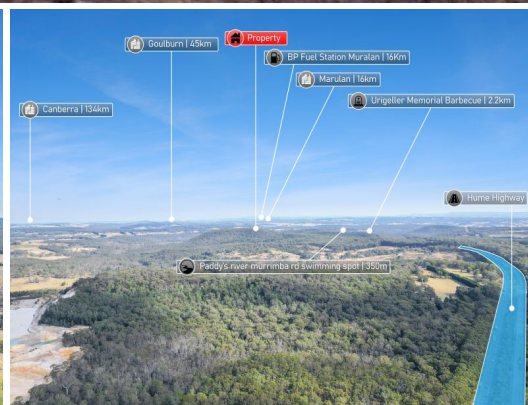 Goulburn | 45km
Property
BP Fuel Station Muralan | 16Km
Marulan | 16km
Canberra | 134km
Urigeller Memorial Barbecue | 2.2km
Hume Highway
Paddy's river murrimba rd swimming spot | 350m